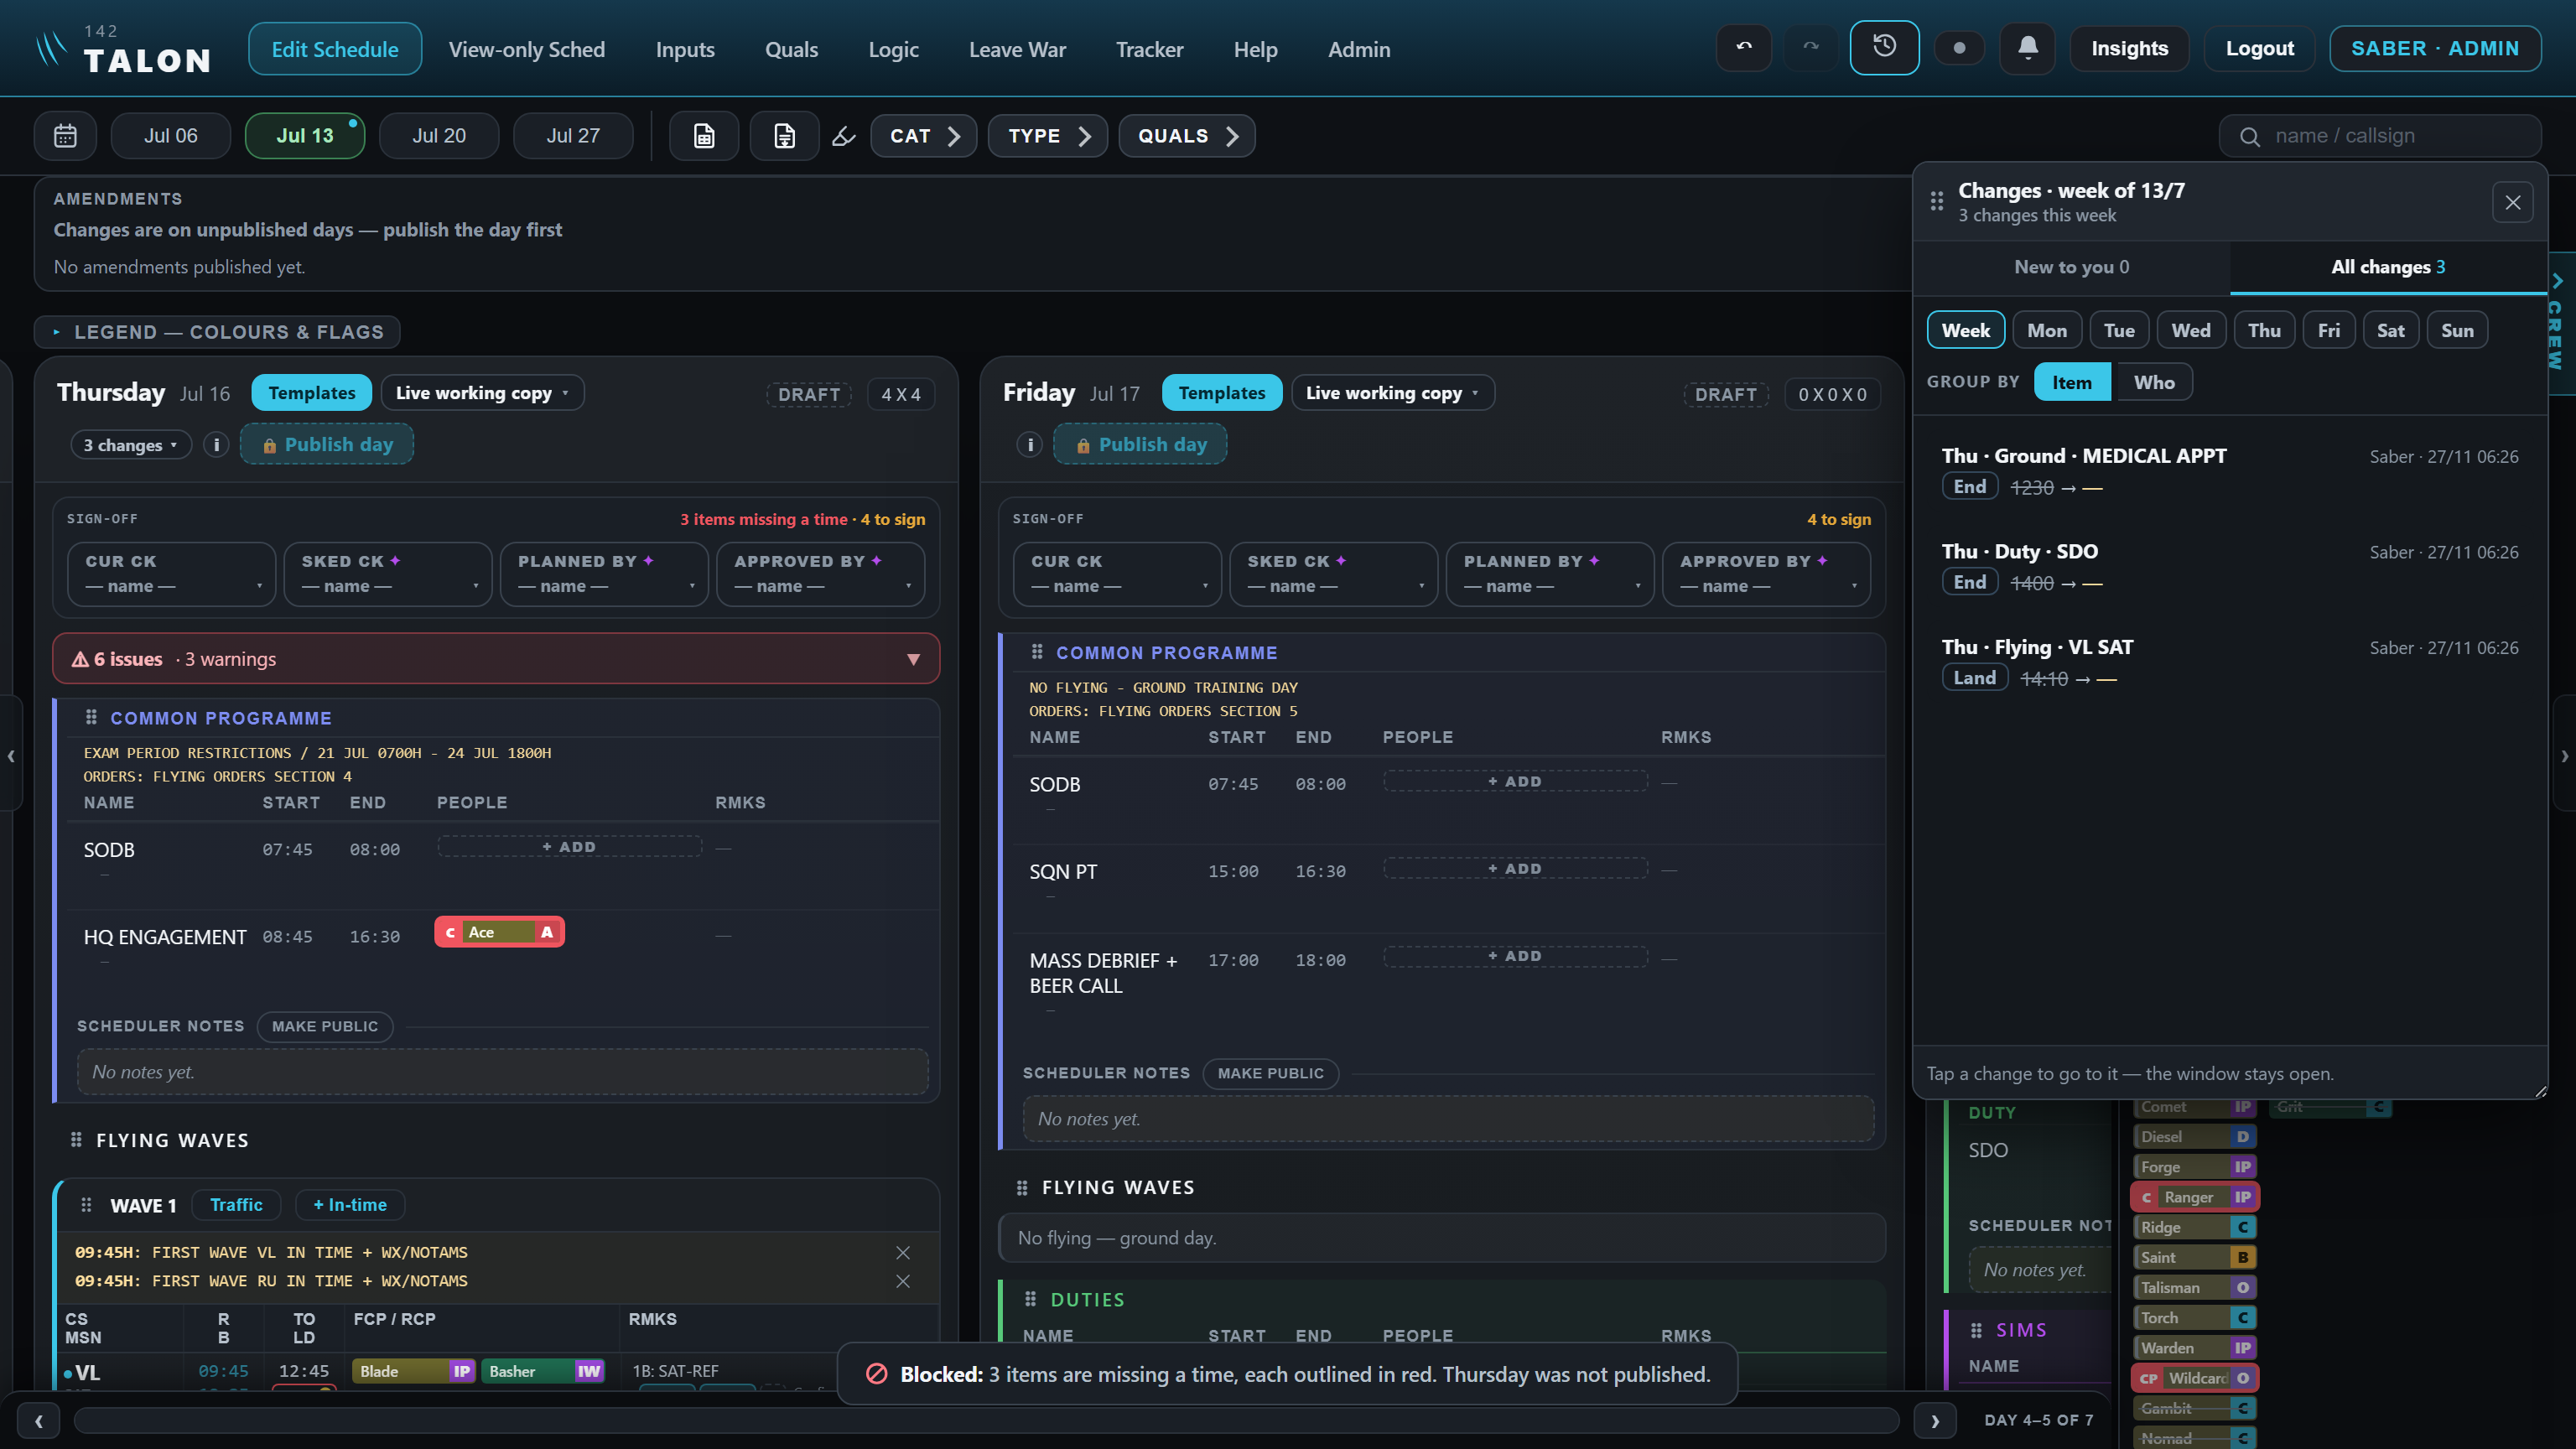 142
TALON
Edit Schedule
View-only Sched
Inputs
Quals
Logic
Leave War
Tracker
Help
Admin
Insights
Logout
SABER · ADMIN
Jul 06
Jul 13
Jul 20
Jul 27
CAT
TYPE
QUALS
name / callsign
AMENDMENTS
Changes are on unpublished days — publish the day first
No amendments published yet.
LEGEND — COLOURS & FLAGS
Thursday Jul 16 Templates Live working copy DRAFT 4 X 4
3 changes i Publish day
SIGN-OFF 3 items missing a time · 4 to sign
CUR CK SKED CK PLANNED BY APPROVED BY
— name — — name — — name — — name —
6 issues · 3 warnings
COMMON PROGRAMME
EXAM PERIOD RESTRICTIONS / 21 JUL 0700H - 24 JUL 1800H
ORDERS: FLYING ORDERS SECTION 4
NAME START END PEOPLE RMKS
SODB 07:45 08:00 + ADD —
—
HQ ENGAGEMENT 08:45 16:30 C Ace A —
—
SCHEDULER NOTES MAKE PUBLIC
No notes yet.
FLYING WAVES
WAVE 1 Traffic + In-time
09:45H: FIRST WAVE VL IN TIME + WX/NOTAMS
09:45H: FIRST WAVE RU IN TIME + WX/NOTAMS
CS R TO FCP / RCP RMKS
MSN B LD
VL 09:45 12:45 Blade IP Basher IW 1B: SAT-REF
Friday Jul 17 Templates Live working copy DRAFT 0 X 0 X 0
i Publish day
SIGN-OFF 4 to sign
CUR CK SKED CK PLANNED BY APPROVED BY
— name — — name — — name — — name —
COMMON PROGRAMME
NO FLYING - GROUND TRAINING DAY
ORDERS: FLYING ORDERS SECTION 5
NAME START END PEOPLE RMKS
SODB 07:45 08:00 + ADD —
—
SQN PT 15:00 16:30 + ADD —
—
MASS DEBRIEF + 17:00 18:00 + ADD —
BEER CALL
—
SCHEDULER NOTES MAKE PUBLIC
No notes yet.
FLYING WAVES
No flying — ground day.
DUTIES
NAME START END PEOPLE RMKS
Changes · week of 13/7
3 changes this week
New to you 0
All changes 3
Week Mon Tue Wed Thu Fri Sat Sun
GROUP BY Item Who
Thu · Ground · MEDICAL APPT Saber · 27/11 06:26
End 1230 → —
Thu · Duty · SDO Saber · 27/11 06:26
End 1400 → —
Thu · Flying · VL SAT Saber · 27/11 06:26
Land 14:10 → —
Tap a change to go to it — the window stays open.
CREW
DUTY
SDO
SCHEDULER NOT
No notes yet.
SIMS
NAME
Comet IP
Grit C
Diesel D
Forge IP
C Ranger IP
Ridge C
Saint B
Talisman O
Torch C
Warden IP
CP Wildcard O
Gambit C
Nomad C
Blocked: 3 items are missing a time, each outlined in red. Thursday was not published.
DAY 4–5 OF 7